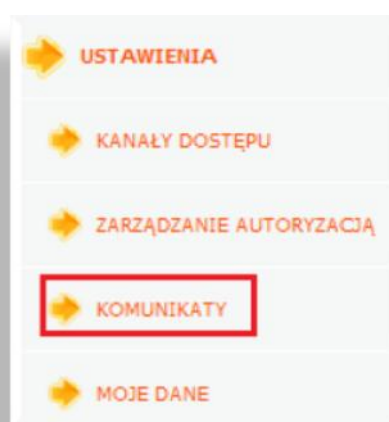 USTAWIENIA
KANAŁY DOSTĘPU
ZARZĄDZANIE AUTORYZACJĄ
KOMUNIKATY
MOJE DANE